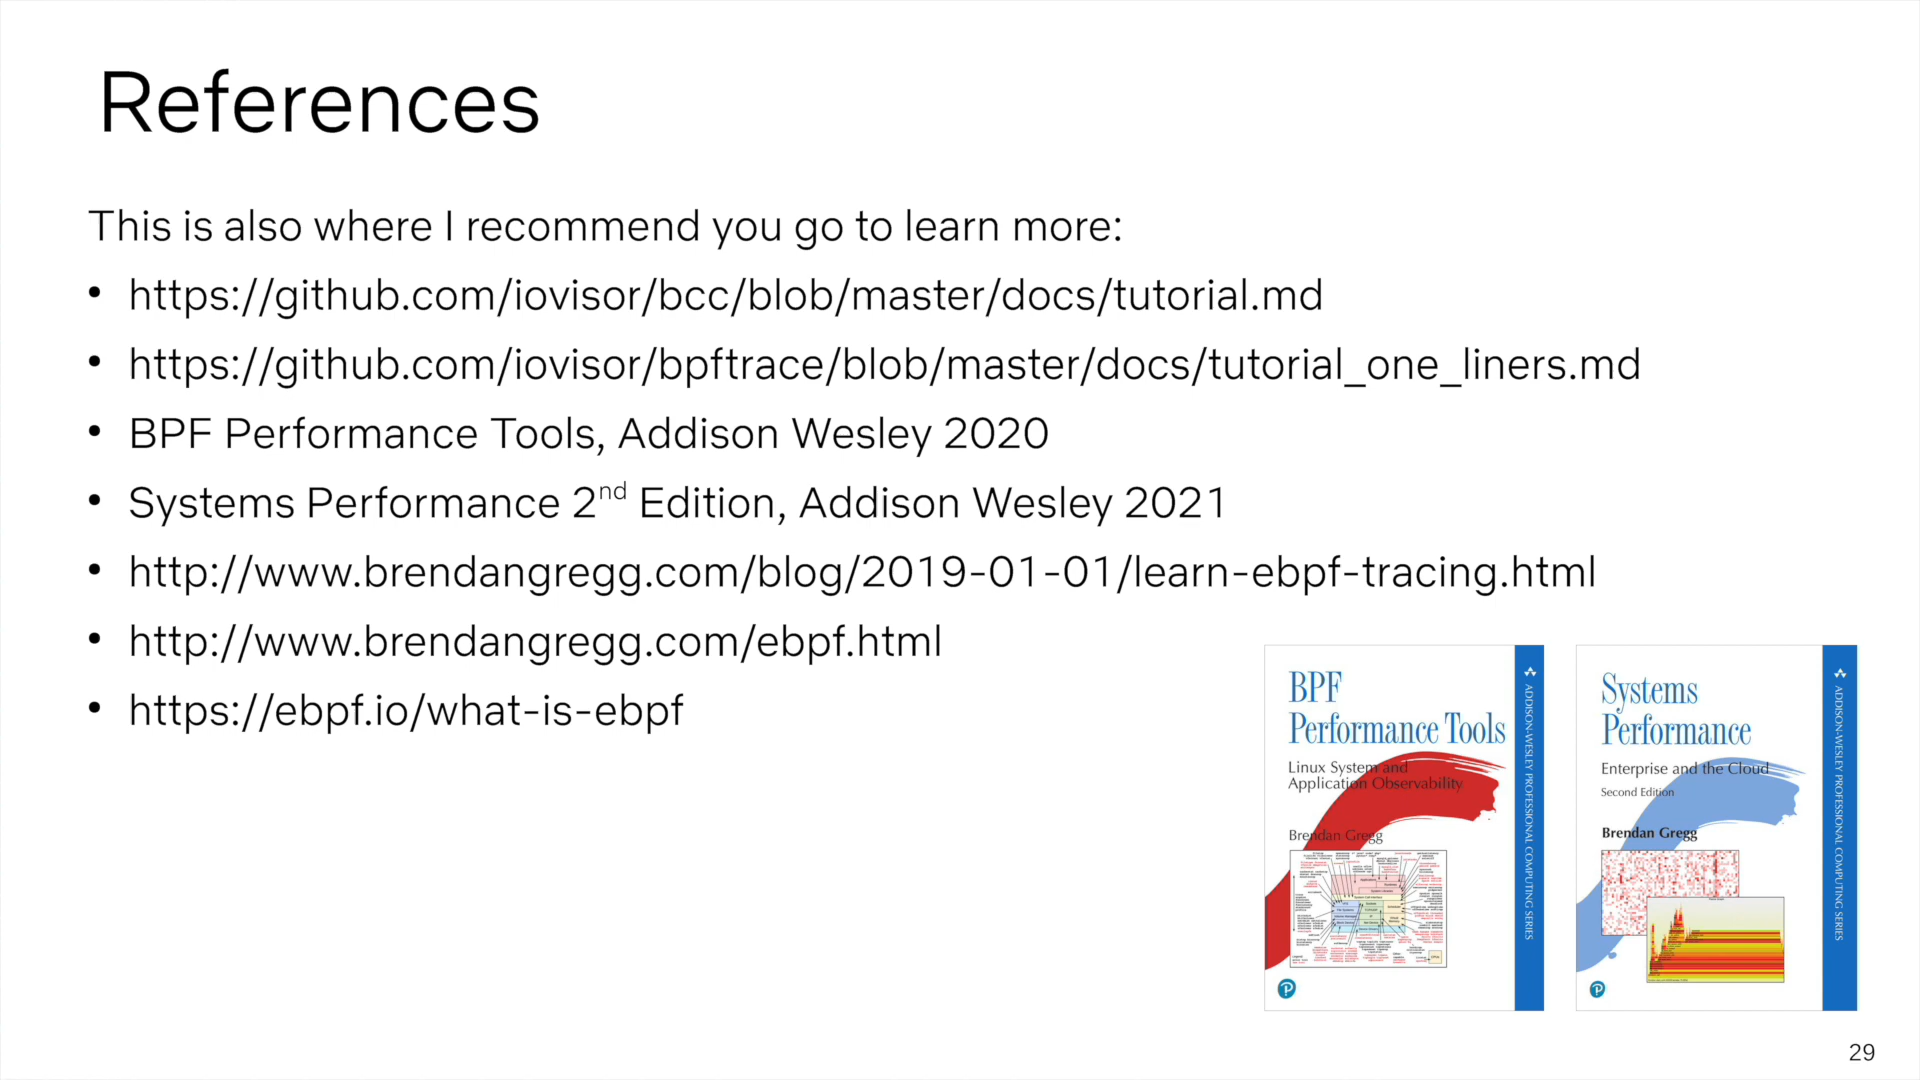 References
This is also where I recommend you go to learn more:
• https://github.com/iovisor/bcc/blob/master/docs/tutorial.md
• https://github.com/iovisor/bpftrace/blob/master/docs/tutorial_one_liners.md
• BPF Performance Tools, Addison Wesley 2020
• Systems Performance 2nd Edition, Addison Wesley 2021
• http://www.brendangregg.com/blog/2019-01-01/learn-ebpf-tracing.html
• http://www.brendangregg.com/ebpf.html
• https://ebpf.io/what-is-ebpf
BPF
Performance Tools
Linux System and
Application Observability
Brendan Gregg
ADDISON-WESLEY PROFESSIONAL COMPUTING SERIES
Systems
Performance
Enterprise and the Cloud
Second Edition
Brendan Gregg
ADDISON-WESLEY PROFESSIONAL COMPUTING SERIES
29